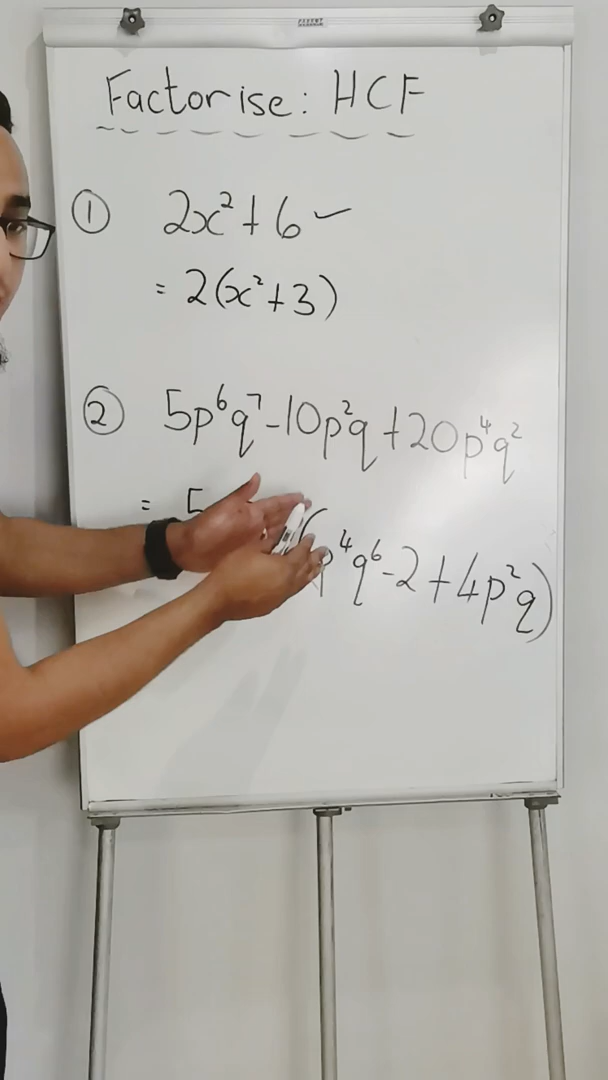 Factorise: HCF
① 2x² + 6
= 2(x² + 3)
② 5p⁶q⁷ - 10p²q + 20p⁴q²
= 5 (p⁴q⁶ - 2 + 4p²q)